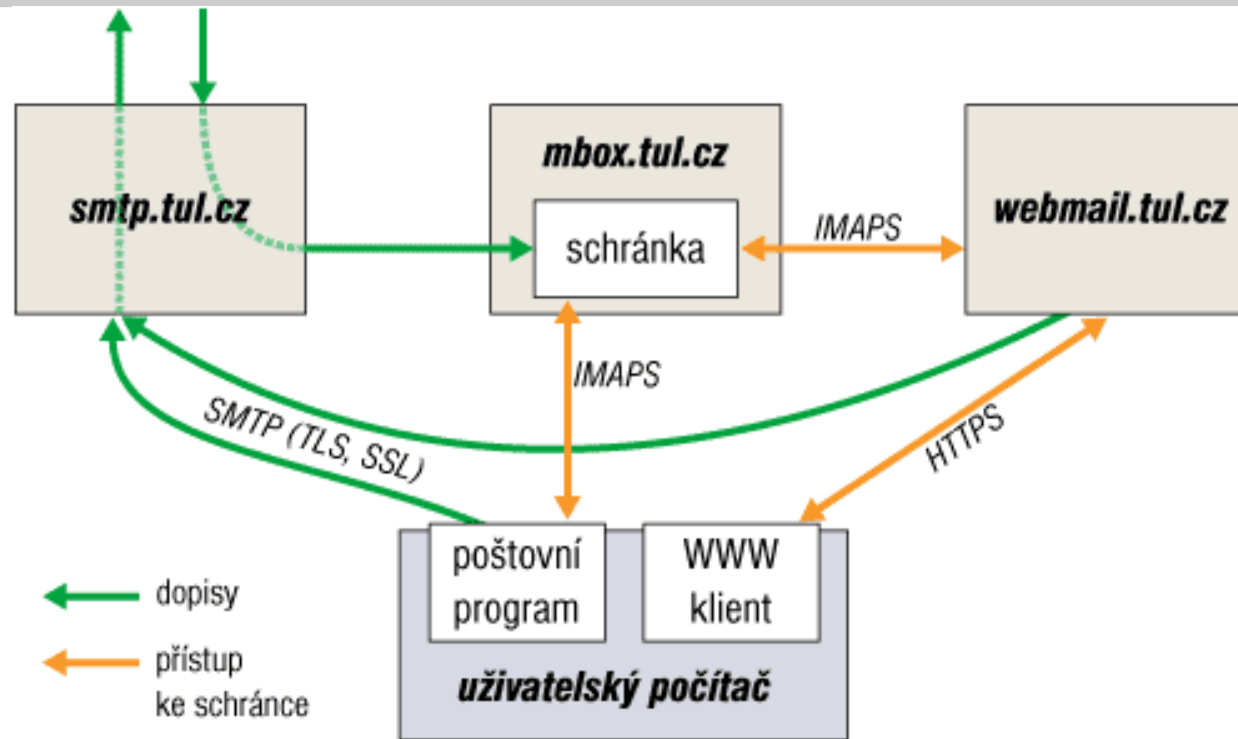 smtp.tul.cz
mbox.tul.cz
schránka
IMAPS
webmail.tul.cz
IMAPS
SMTP (TLS, SSL)
HTTPS
poštovní
program
WWW
klient
uživatelský počítač
dopisy
přístup
ke schránce